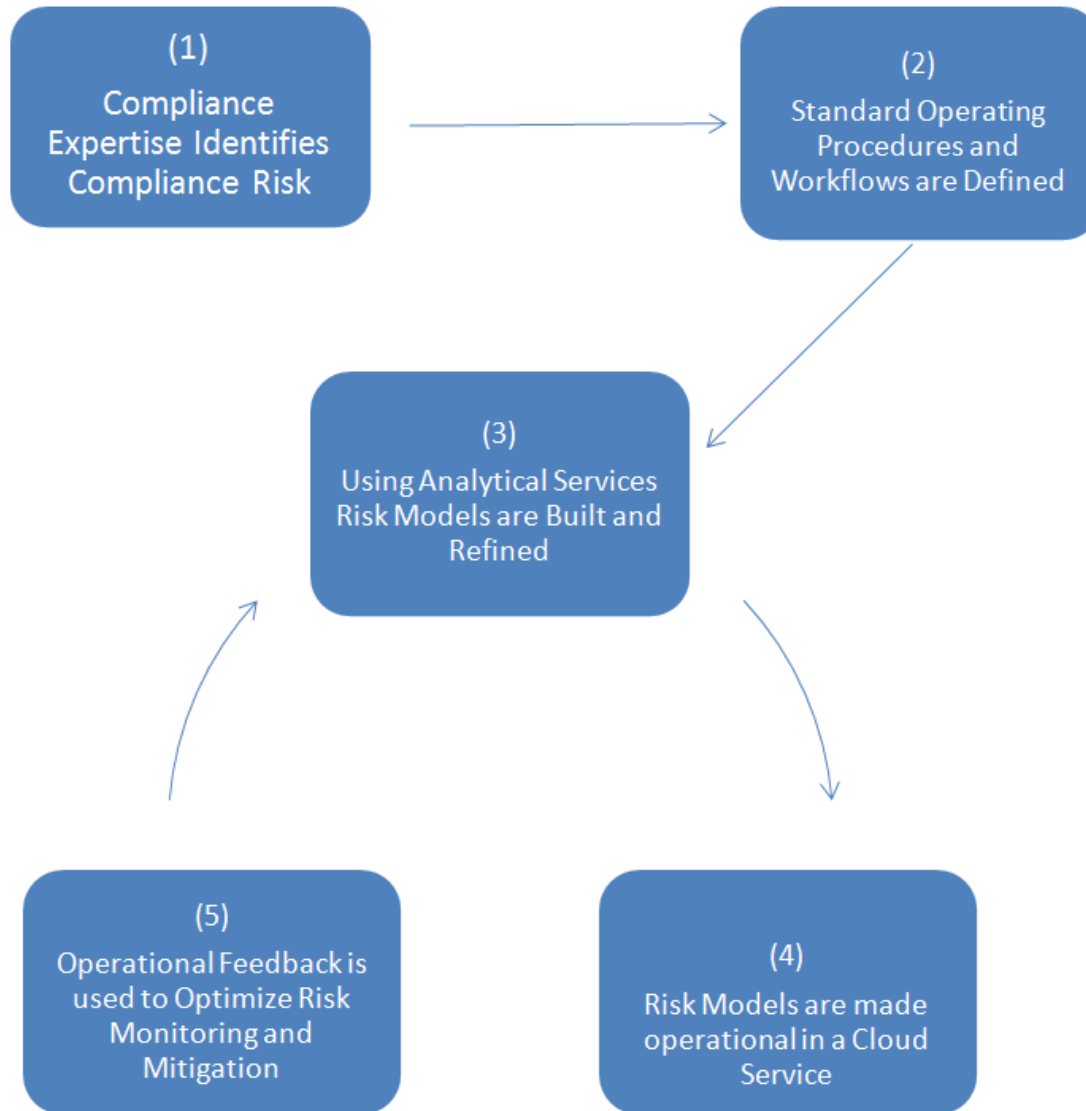 (1)
Compliance
Expertise Identifies
Compliance Risk
(2)
Standard Operating
Procedures and
Workflows are Defined
(3)
Using Analytical Services
Risk Models are Built and
Refined
(5)
Operational Feedback is
used to Optimize Risk
Monitoring and
Mitigation
(4)
Risk Models are made
operational in a Cloud
Service